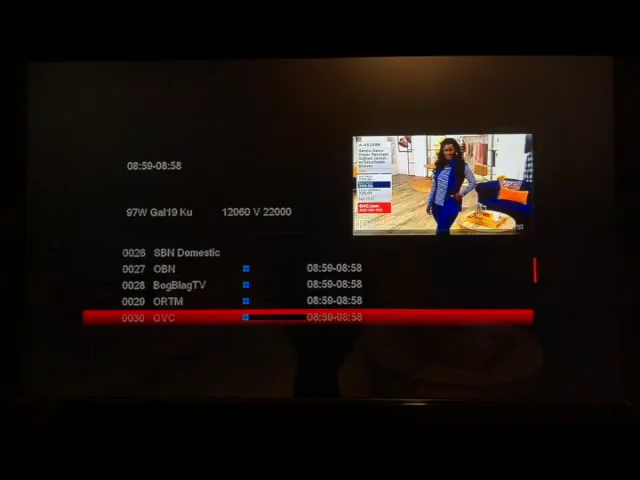 08:59-08:58
97W Gal19 Ku 12060 V 22000
0026 SBN Domestic
0027 OBN 08:59-08:58
0028 BogBlagTV 08:59-08:58
0029 ORTM 08:59-08:58
0030 QVC 08:59-08:58